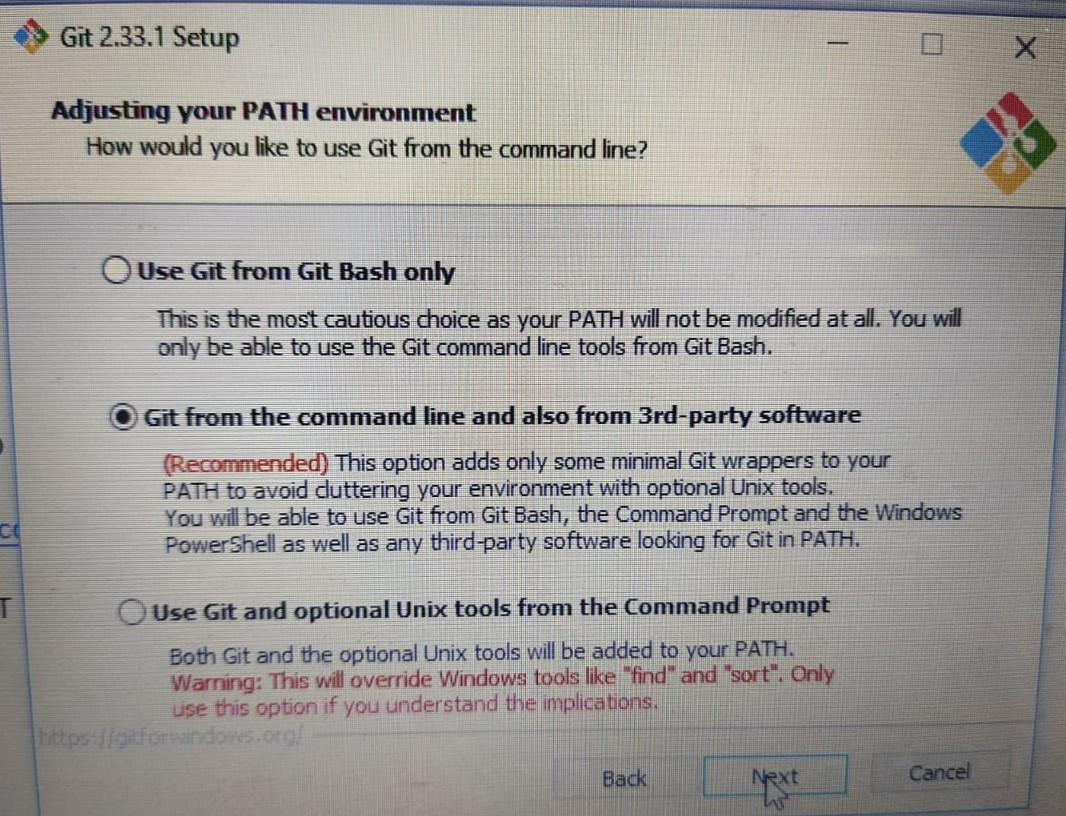 Git 2.33.1 Setup
Adjusting your PATH environment
How would you like to use Git from the command line?
Use Git from Git Bash only
This is the most cautious choice as your PATH will not be modified at all. You will
only be able to use the Git command line tools from Git Bash.
Git from the command line and also from 3rd-party software
(Recommended) This option adds only some minimal Git wrappers to your
PATH to avoid cluttering your environment with optional Unix tools.
You will be able to use Git from Git Bash, the Command Prompt and the Windows
PowerShell as well as any third-party software looking for Git in PATH.
T
Use Git and optional Unix tools from the Command Prompt
Both Git and the optional Unix tools will be added to your PATH.
Warning: This will override Windows tools like "find" and "sort". Only
use this option if you understand the implications.
https://gitforwindows.org/
Back
Next
Cancel